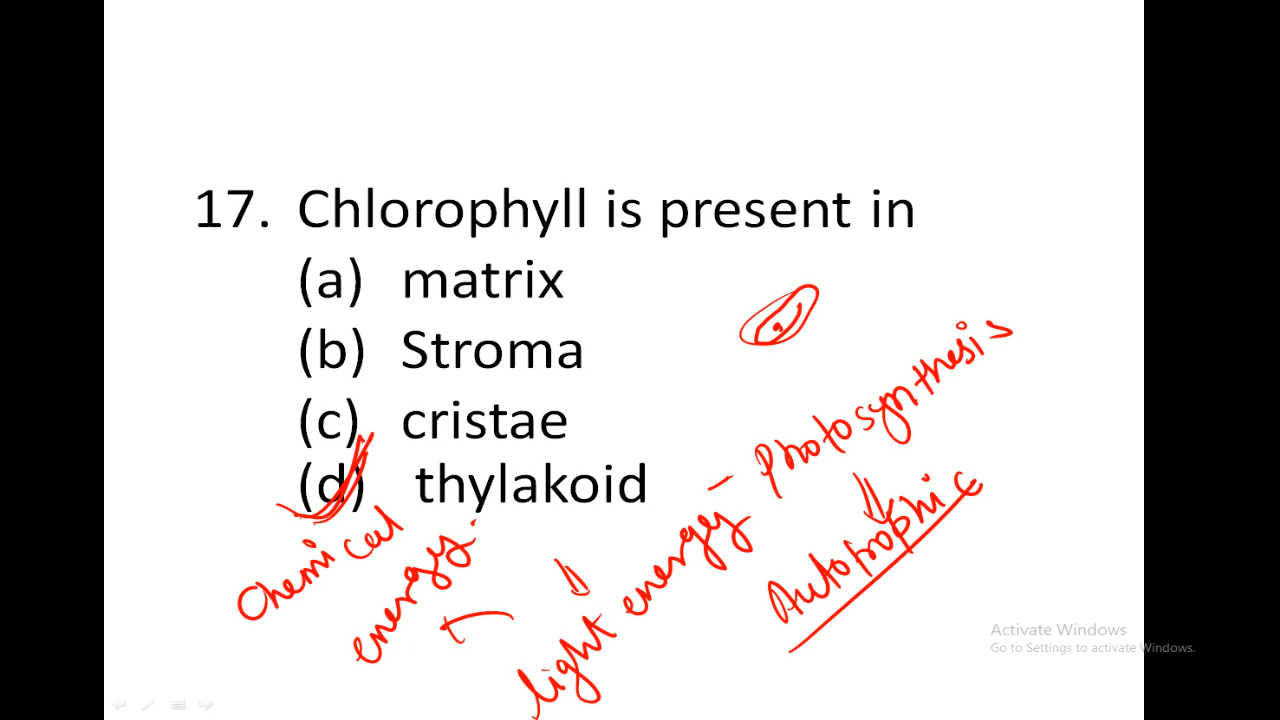 17. Chlorophyll is present in
(a) matrix
(b) Stroma
(c) cristae
(d) thylakoid
Chemical
energy.
light energy - Photosynthesis
Autotrophic
Activate Windows
Go to Settings to activate Windows.